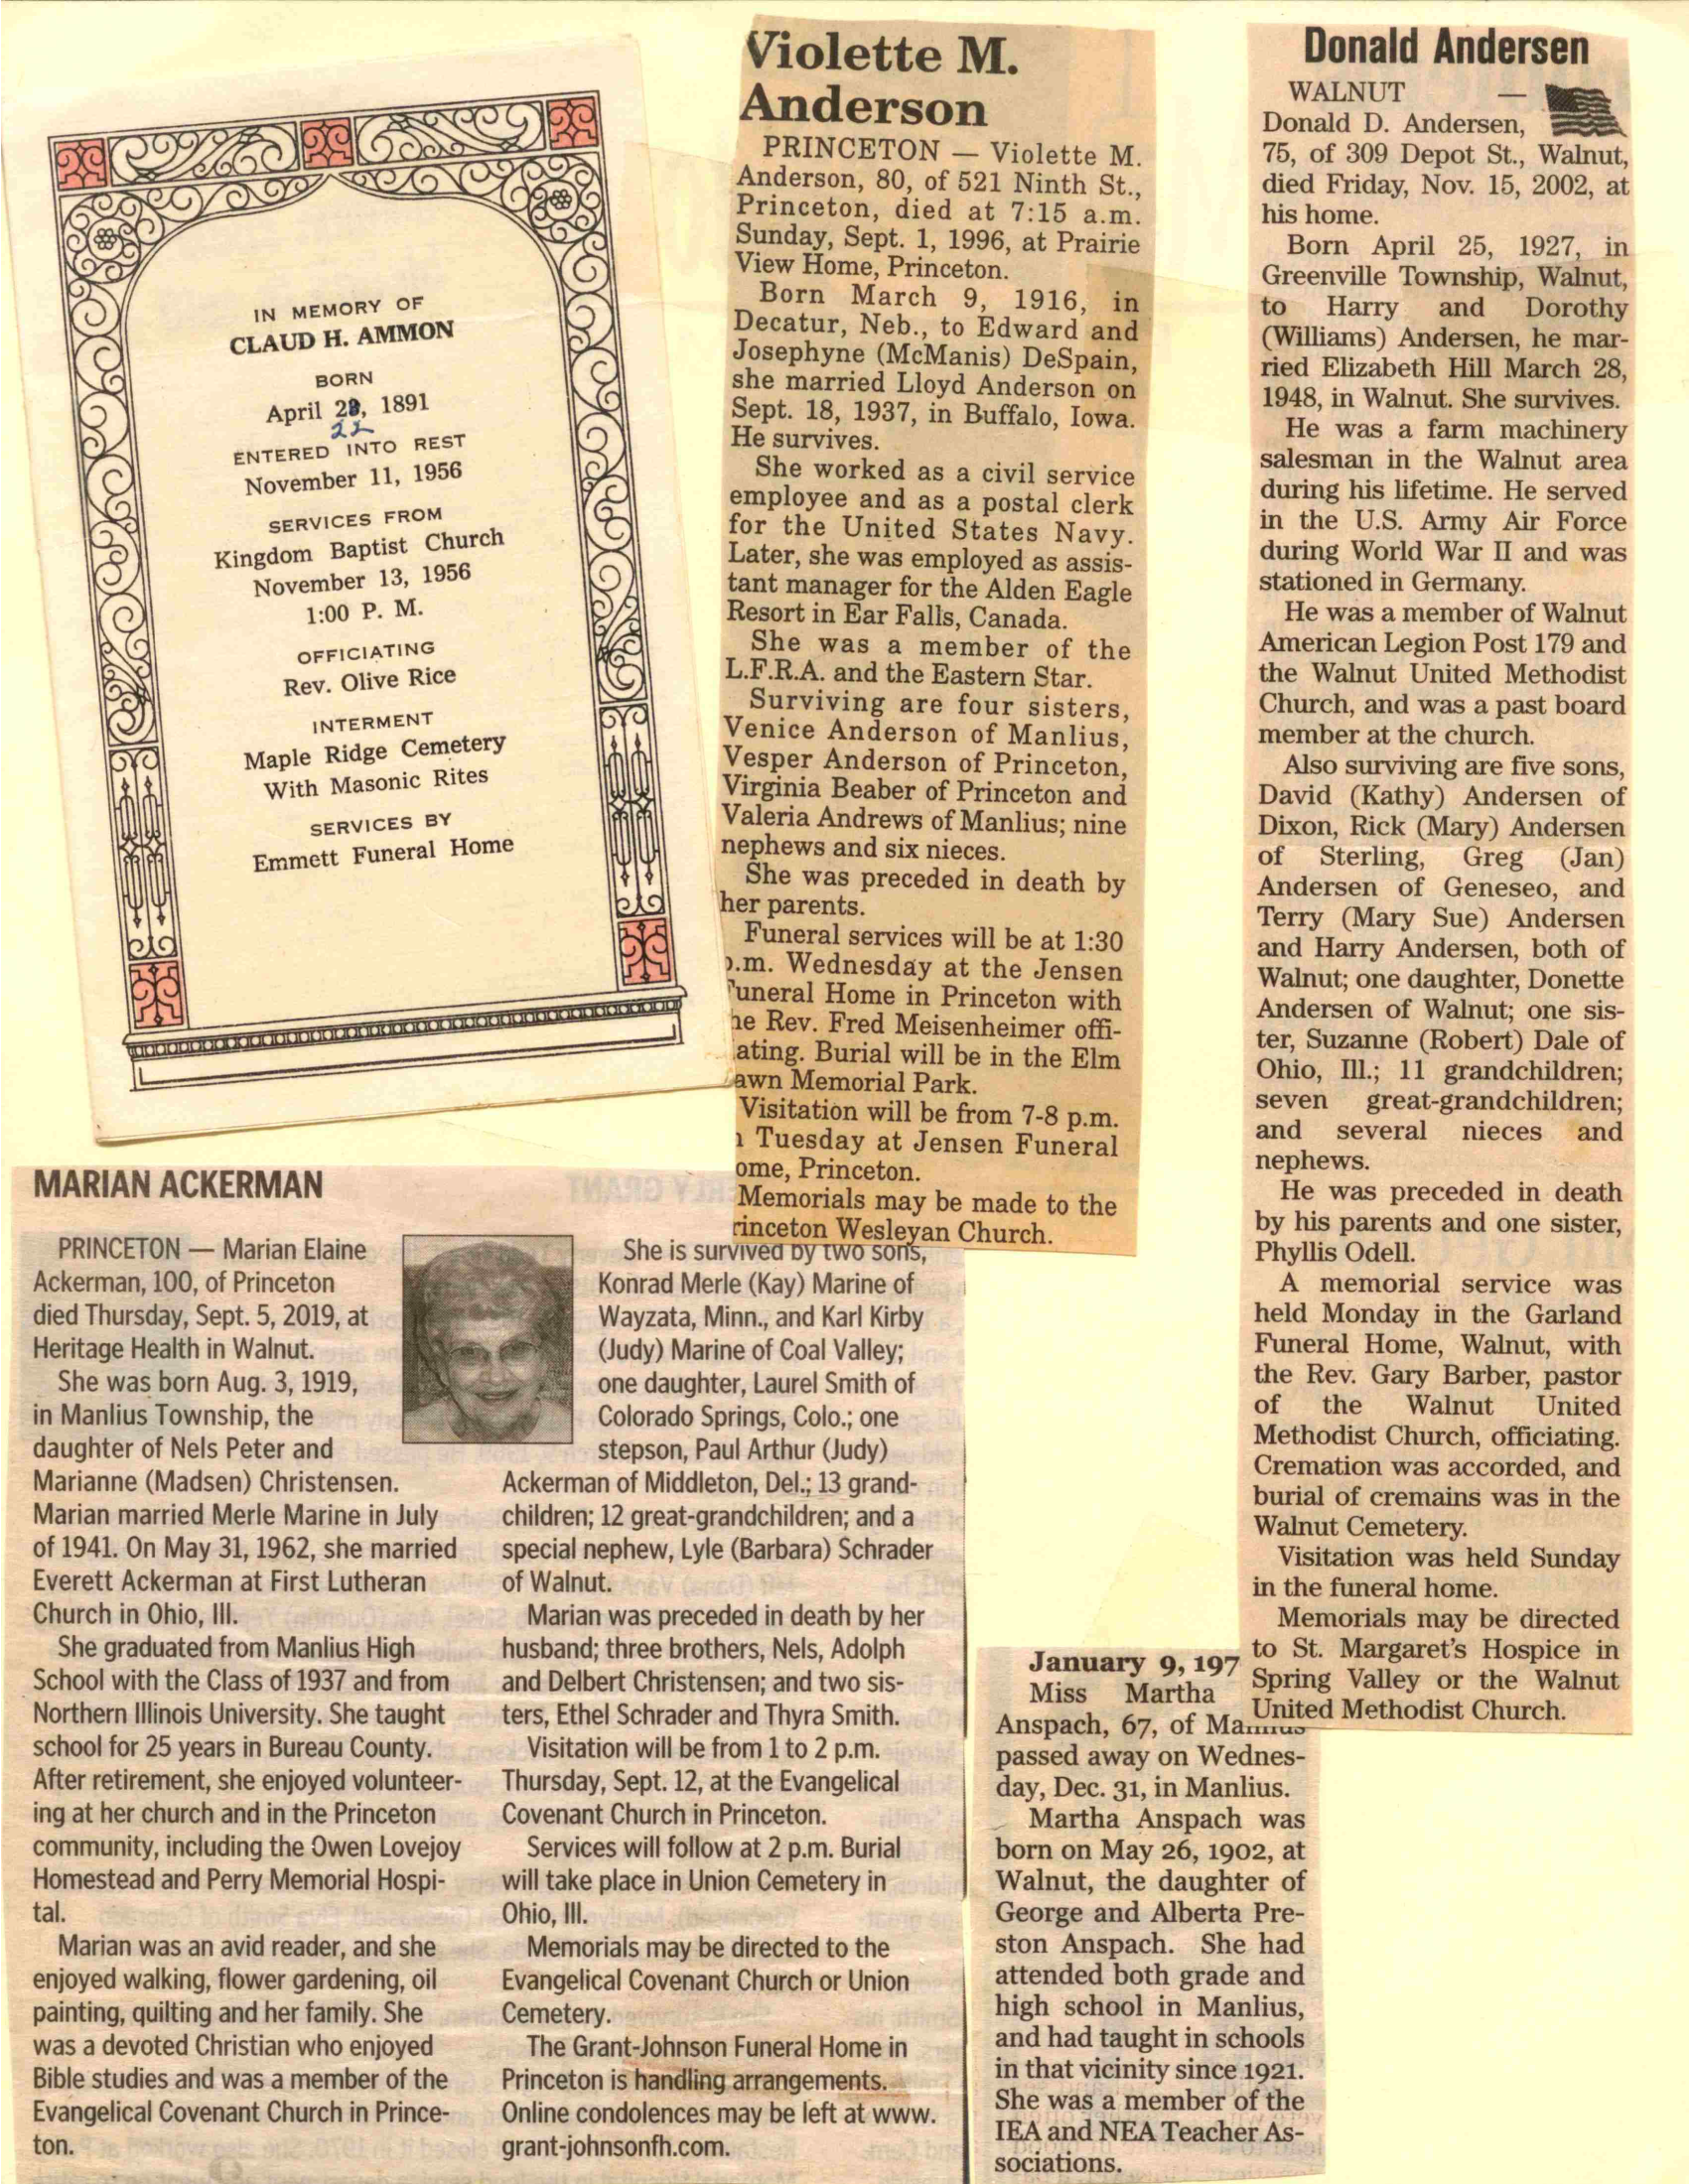 IN MEMORY OF
CLAUD H. AMMON
BORN
April 28, 1891
22
ENTERED INTO REST
November 11, 1956
SERVICES FROM
Kingdom Baptist Church
November 13, 1956
1:00 P. M.
OFFICIATING
Rev. Olive Rice
INTERMENT
Maple Ridge Cemetery
With Masonic Rites
SERVICES BY
Emmett Funeral Home
Violette M.
Anderson
PRINCETON — Violette M.
Anderson, 80, of 521 Ninth St.,
Princeton, died at 7:15 a.m.
Sunday, Sept. 1, 1996, at Prairie
View Home, Princeton.
Born March 9, 1916, in
Decatur, Neb., to Edward and
Josephyne (McManis) DeSpain,
she married Lloyd Anderson on
Sept. 18, 1937, in Buffalo, Iowa.
He survives.
She worked as a civil service
employee and as a postal clerk
for the United States Navy.
Later, she was employed as assis-
tant manager for the Alden Eagle
Resort in Ear Falls, Canada.
She was a member of the
L.F.R.A. and the Eastern Star.
Surviving are four sisters,
Venice Anderson of Manlius,
Vesper Anderson of Princeton,
Virginia Beaber of Princeton and
Valeria Andrews of Manlius; nine
nephews and six nieces.
She was preceded in death by
her parents.
Funeral services will be at 1:30
p.m. Wednesday at the Jensen
Funeral Home in Princeton with
he Rev. Fred Meisenheimer offi-
ating. Burial will be in the Elm
awn Memorial Park.
Visitation will be from 7-8 p.m.
n Tuesday at Jensen Funeral
ome, Princeton.
Memorials may be made to the
rinceton Wesleyan Church.
Donald Andersen
WALNUT —
Donald D. Andersen,
75, of 309 Depot St., Walnut,
died Friday, Nov. 15, 2002, at
his home.
Born April 25, 1927, in
Greenville Township, Walnut,
to Harry and Dorothy
(Williams) Andersen, he mar-
ried Elizabeth Hill March 28,
1948, in Walnut. She survives.
He was a farm machinery
salesman in the Walnut area
during his lifetime. He served
in the U.S. Army Air Force
during World War II and was
stationed in Germany.
He was a member of Walnut
American Legion Post 179 and
the Walnut United Methodist
Church, and was a past board
member at the church.
Also surviving are five sons,
David (Kathy) Andersen of
Dixon, Rick (Mary) Andersen
of Sterling, Greg (Jan)
Andersen of Geneseo, and
Terry (Mary Sue) Andersen
and Harry Andersen, both of
Walnut; one daughter, Donette
Andersen of Walnut; one sis-
ter, Suzanne (Robert) Dale of
Ohio, Ill.; 11 grandchildren;
seven great-grandchildren;
and several nieces and
nephews.
He was preceded in death
by his parents and one sister,
Phyllis Odell.
A memorial service was
held Monday in the Garland
Funeral Home, Walnut, with
the Rev. Gary Barber, pastor
of the Walnut United
Methodist Church, officiating.
Cremation was accorded, and
burial of cremains was in the
Walnut Cemetery.
Visitation was held Sunday
in the funeral home.
Memorials may be directed
to St. Margaret's Hospice in
Spring Valley or the Walnut
United Methodist Church.
MARIAN ACKERMAN
PRINCETON — Marian Elaine
Ackerman, 100, of Princeton
died Thursday, Sept. 5, 2019, at
Heritage Health in Walnut.
She was born Aug. 3, 1919,
in Manlius Township, the
daughter of Nels Peter and
Marianne (Madsen) Christensen.
Marian married Merle Marine in July
of 1941. On May 31, 1962, she married
Everett Ackerman at First Lutheran
Church in Ohio, Ill.
She graduated from Manlius High
School with the Class of 1937 and from
Northern Illinois University. She taught
school for 25 years in Bureau County.
After retirement, she enjoyed volunteer-
ing at her church and in the Princeton
community, including the Owen Lovejoy
Homestead and Perry Memorial Hospi-
tal.
Marian was an avid reader, and she
enjoyed walking, flower gardening, oil
painting, quilting and her family. She
was a devoted Christian who enjoyed
Bible studies and was a member of the
Evangelical Covenant Church in Prince-
ton.
She is survived by two sons,
Konrad Merle (Kay) Marine of
Wayzata, Minn., and Karl Kirby
(Judy) Marine of Coal Valley;
one daughter, Laurel Smith of
Colorado Springs, Colo.; one
stepson, Paul Arthur (Judy)
Ackerman of Middleton, Del.; 13 grand-
children; 12 great-grandchildren; and a
special nephew, Lyle (Barbara) Schrader
of Walnut.
Marian was preceded in death by her
husband; three brothers, Nels, Adolph
and Delbert Christensen; and two sis-
ters, Ethel Schrader and Thyra Smith.
Visitation will be from 1 to 2 p.m.
Thursday, Sept. 12, at the Evangelical
Covenant Church in Princeton.
Services will follow at 2 p.m. Burial
will take place in Union Cemetery in
Ohio, Ill.
Memorials may be directed to the
Evangelical Covenant Church or Union
Cemetery.
The Grant-Johnson Funeral Home in
Princeton is handling arrangements.
Online condolences may be left at www.
grant-johnsonfh.com.
January 9, 197
Miss Martha
Anspach, 67, of Manlius
passed away on Wednes-
day, Dec. 31, in Manlius.
Martha Anspach was
born on May 26, 1902, at
Walnut, the daughter of
George and Alberta Pre-
ston Anspach. She had
attended both grade and
high school in Manlius,
and had taught in schools
in that vicinity since 1921.
She was a member of the
IEA and NEA Teacher As-
sociations.